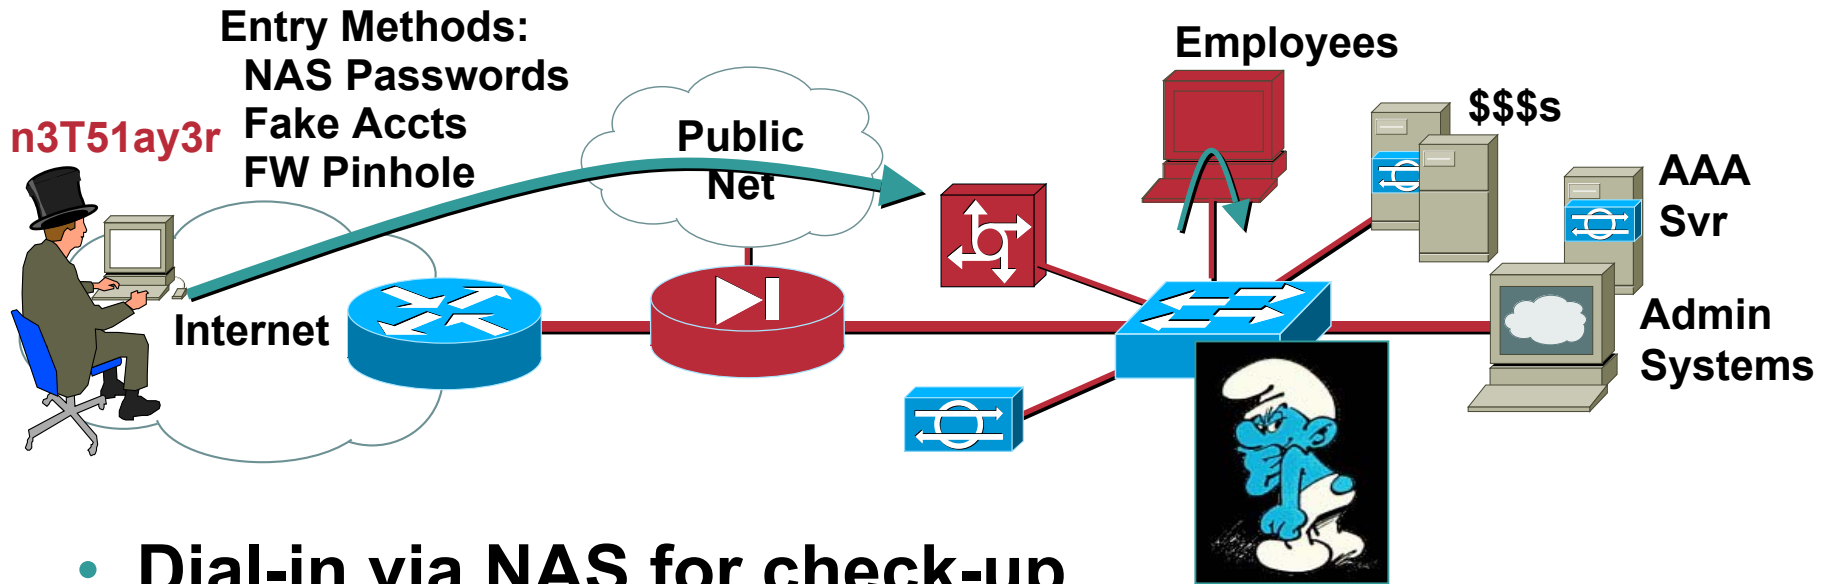 Entry Methods:
NAS Passwords
Fake Accts
FW Pinhole
n3T51ay3r
Internet
Public
Net
Employees
$$$s
AAA
Svr
Admin
Systems
• Dial-in via NAS for check-up